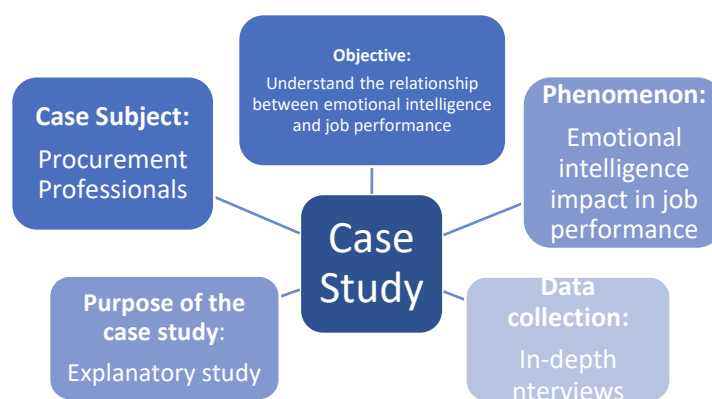 Objective:
Understand the relationship
between emotional intelligence
and job performance
Case Subject:
Procurement
Professionals
Phenomenon:
Emotional
intelligence
impact in job
performance
Case
Study
Purpose of the
case study:
Explanatory study
Data
collection:
In-depth
nterviews